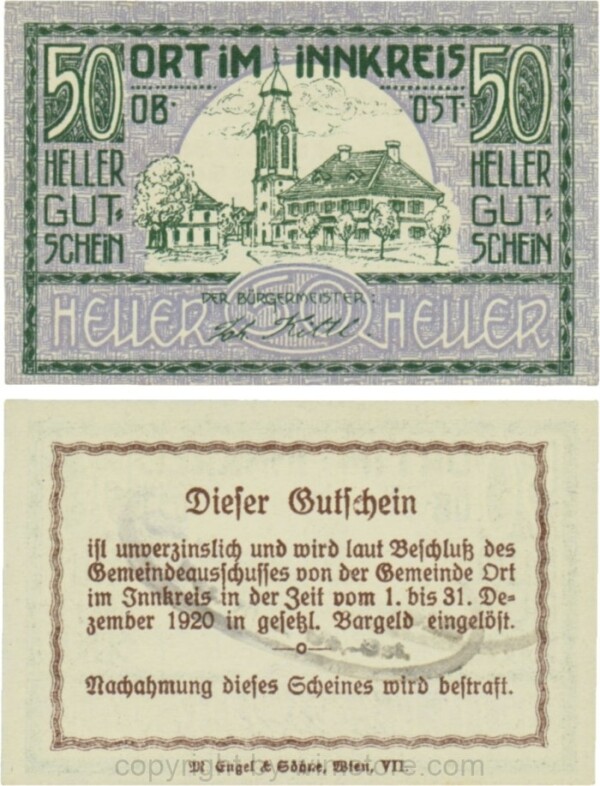 50 ORT iM iNNKREiS 50
OB· ÖST·
HELLER HELLER
GUT= GUT=
SCHEIN SCHEIN
DER BÜRGERMEISTER:
HELLER 50 HELLER
Dieser Gutschein
ist unverzinslich und wird laut Beschluß des
Gemeindeausschusses von der Gemeinde Ort
im Innkreis in der Zeit vom 1. bis 31. De=
zember 1920 in gesetzl. Bargeld eingelöst.
Nachahmung dieses Scheines wird bestraft.
M Engel & Söhne, Wien, VII.